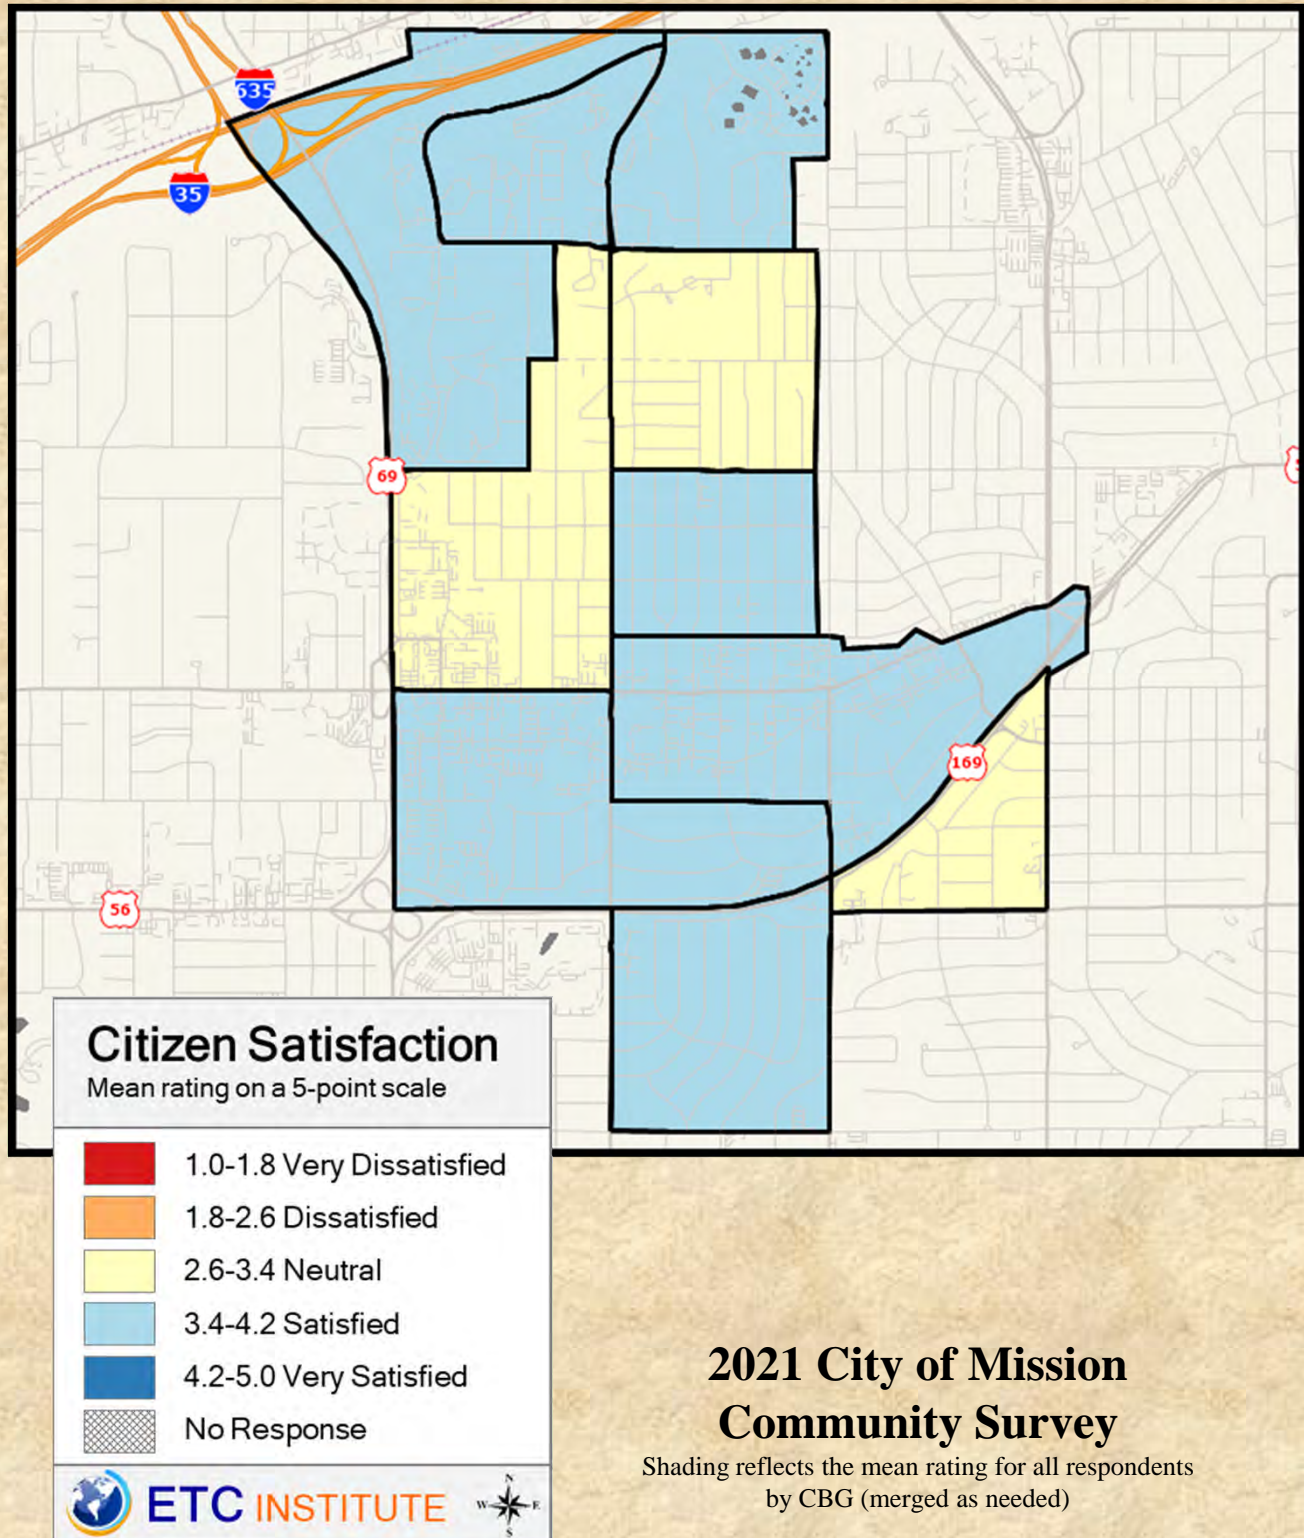 635
35
69
169
56
Citizen Satisfaction
Mean rating on a 5-point scale
1.0-1.8 Very Dissatisfied
1.8-2.6 Dissatisfied
2.6-3.4 Neutral
3.4-4.2 Satisfied
4.2-5.0 Very Satisfied
No Response
ETC INSTITUTE
N
W E
S
2021 City of Mission
Community Survey
Shading reflects the mean rating for all respondents
by CBG (merged as needed)